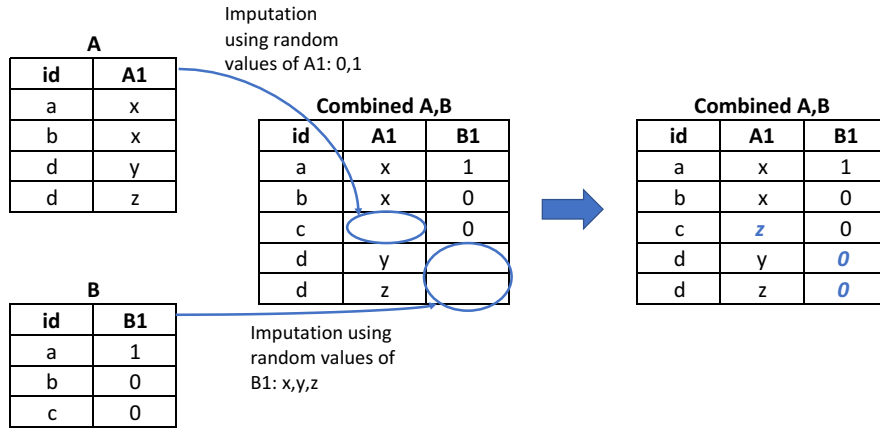 Imputation
using random
values of A1: 0,1
A
id A1
a x
b x
d y
d z
Combined A,B
id A1 B1
a x 1
b x 0
c 0
d y
d z
Combined A,B
id A1 B1
a x 1
b x 0
c z 0
d y 0
d z 0
B
id B1
a 1
b 0
c 0
Imputation using
random values of
B1: x,y,z